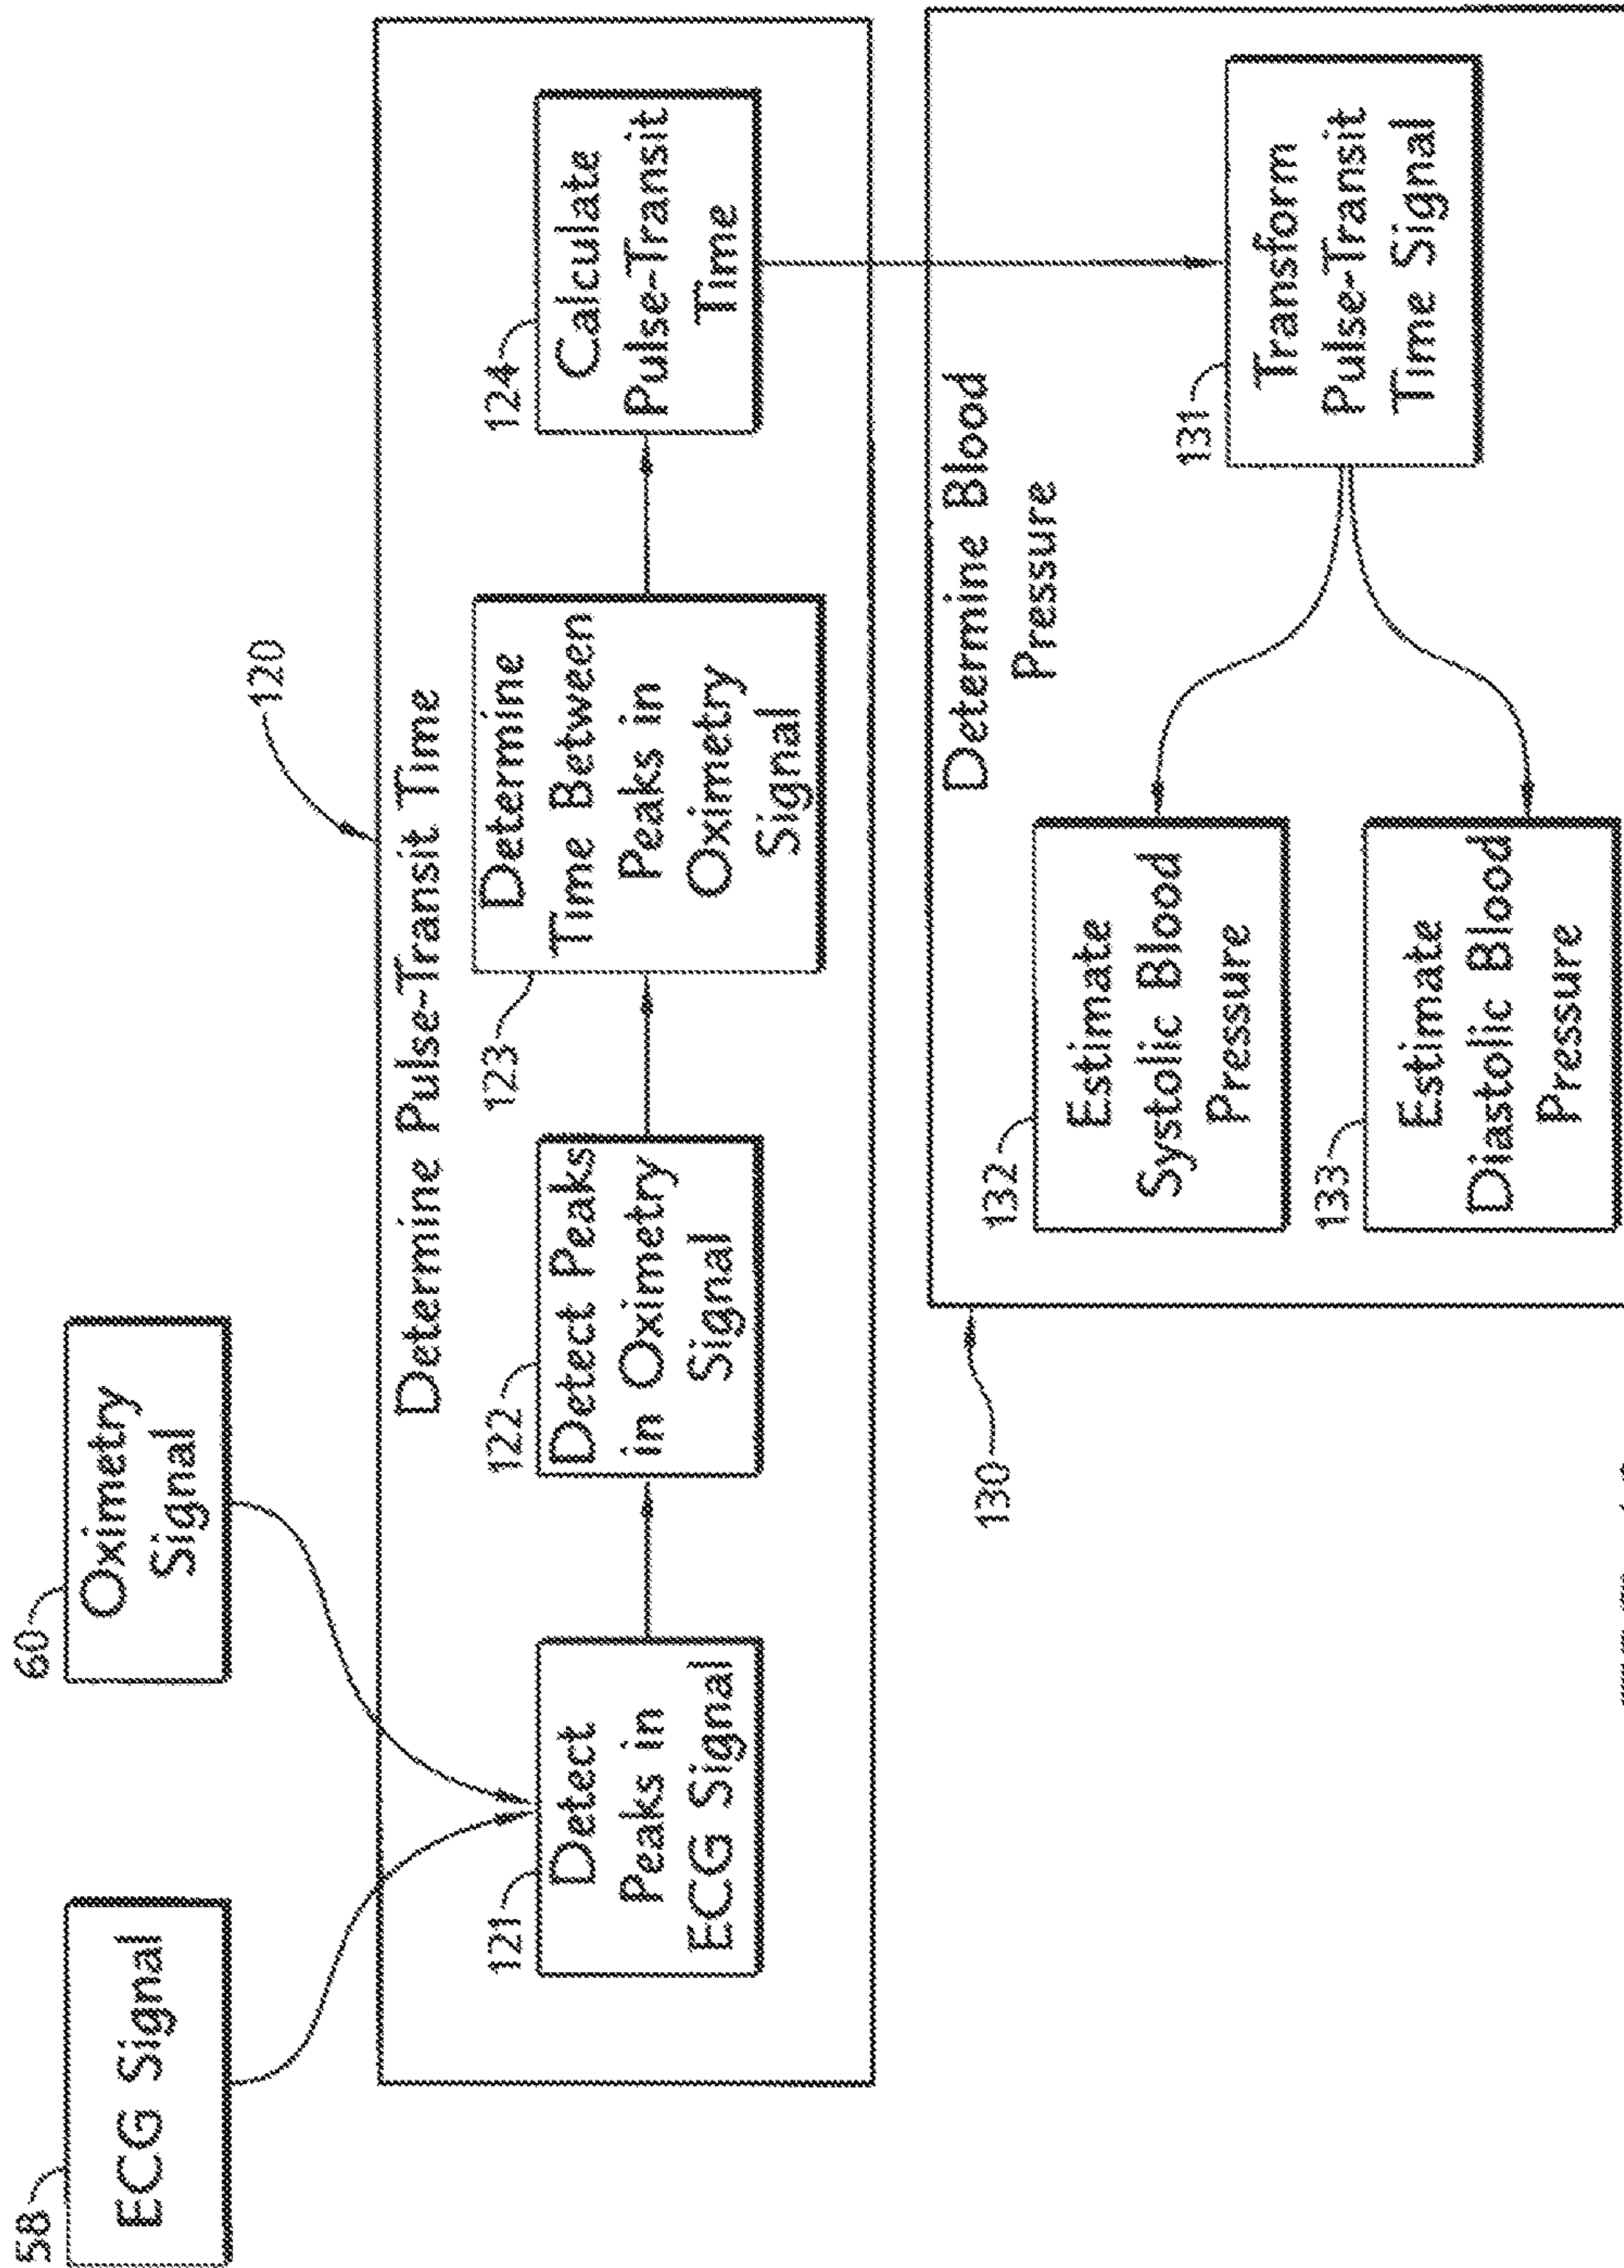 58
ECG Signal
60
Oximetry
Signal
120
Determine Pulse-Transit Time
121
Detect
Peaks in
ECG Signal
122
Detect Peaks
in Oximetry
Signal
123
Determine
Time Between
Peaks in
Oximetry
Signal
124
Calculate
Pulse-Transit
Time
130
Determine Blood
Pressure
132
Estimate
Systolic Blood
Pressure
133
Estimate
Diastolic Blood
Pressure
131
Transform
Pulse-Transit
Time Signal